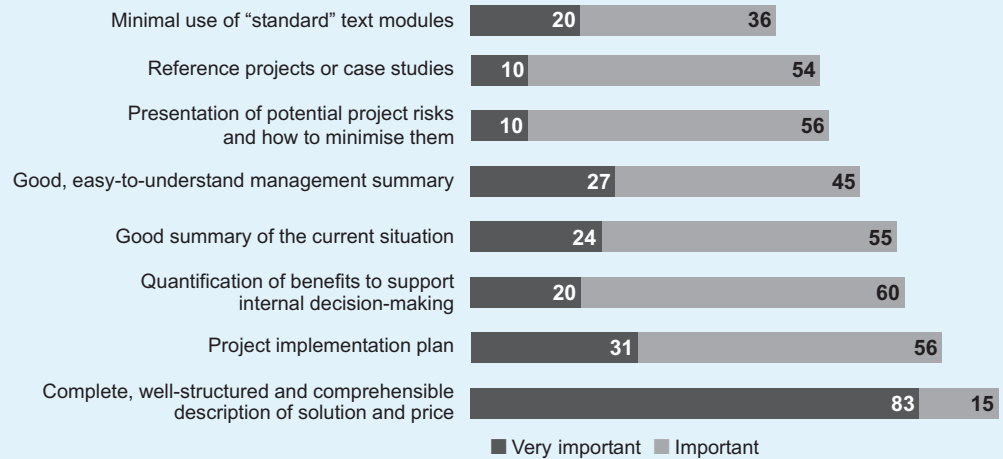 Minimal use of “standard” text modules 20 36
Reference projects or case studies 10 54
Presentation of potential project risks
and how to minimise them 10 56
Good, easy-to-understand management summary 27 45
Good summary of the current situation 24 55
Quantification of benefits to support
internal decision-making 20 60
Project implementation plan 31 56
Complete, well-structured and comprehensible
description of solution and price 83 15
Very important Important